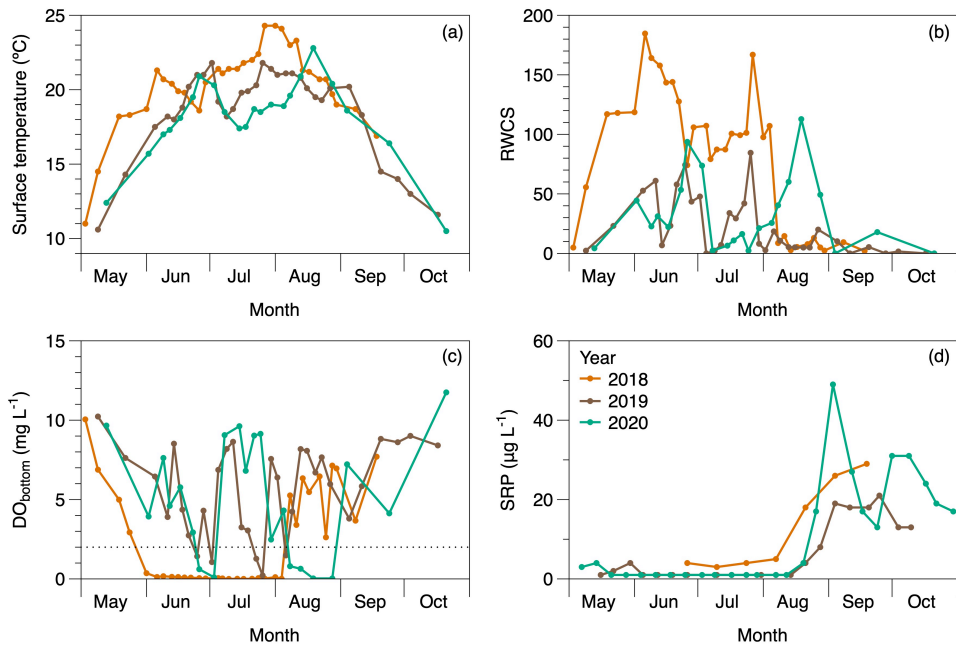 (a)
Surface temperature (ºC)
25
20
15
10
May Jun Jul Aug Sep Oct
Month
(b)
RWCS
200
150
100
50
0
May Jun Jul Aug Sep Oct
Month
(c)
DObottom (mg L⁻¹)
15
10
5
0
May Jun Jul Aug Sep Oct
Month
(d)
SRP (µg L⁻¹)
60
40
20
0
Year
2018
2019
2020
May Jun Jul Aug Sep Oct
Month